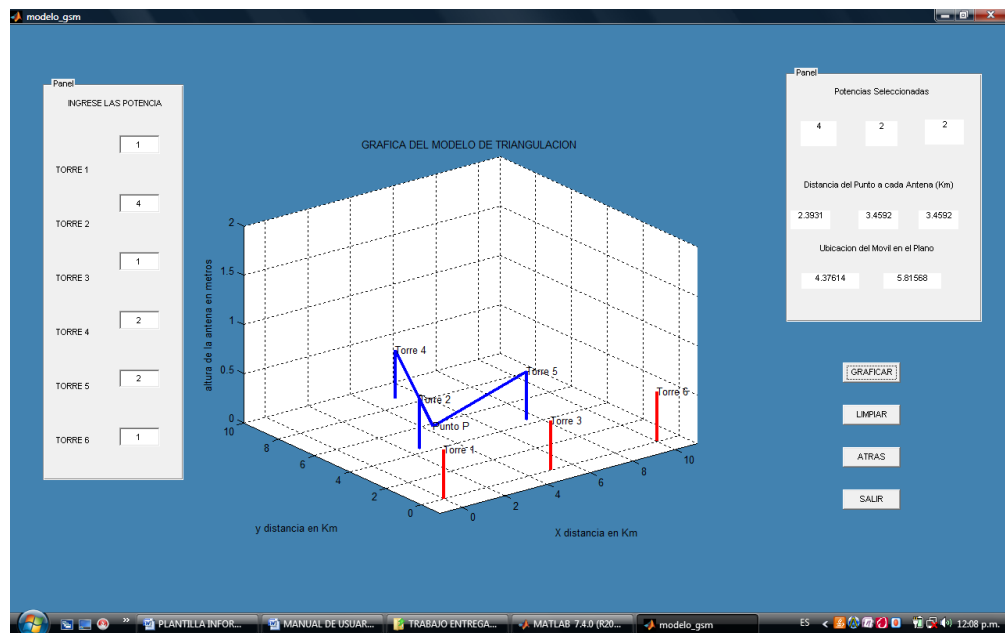 modelo_gsm
Panel
INGRESE LAS POTENCIA
1
TORRE 1
4
TORRE 2
1
TORRE 3
2
TORRE 4
2
TORRE 5
1
TORRE 6
GRAFICA DEL MODELO DE TRIANGULACION
altura de la antena en metros
2
1.5
1
0.5
0
10
8
6
4
2
0
y distancia en Km
0
2
4
6
8
10
X distancia en Km
Torre 4
Torre 5
Torre 2
Torre 6
Punto P
Torre 3
Torre 1
Panel
Potencias Seleccionadas
4 2 2
Distancia del Punto a cada Antena (Km)
2.3931 3.4592 3.4592
Ubicacion del Movil en el Plano
4.37614 5.81568
GRAFICAR
LIMPIAR
ATRAS
SALIR
PLANTILLA INFOR...
MANUAL DE USUAR...
TRABAJO ENTREGA...
MATLAB 7.4.0 (R20...
modelo_gsm
ES
12:08 p.m.